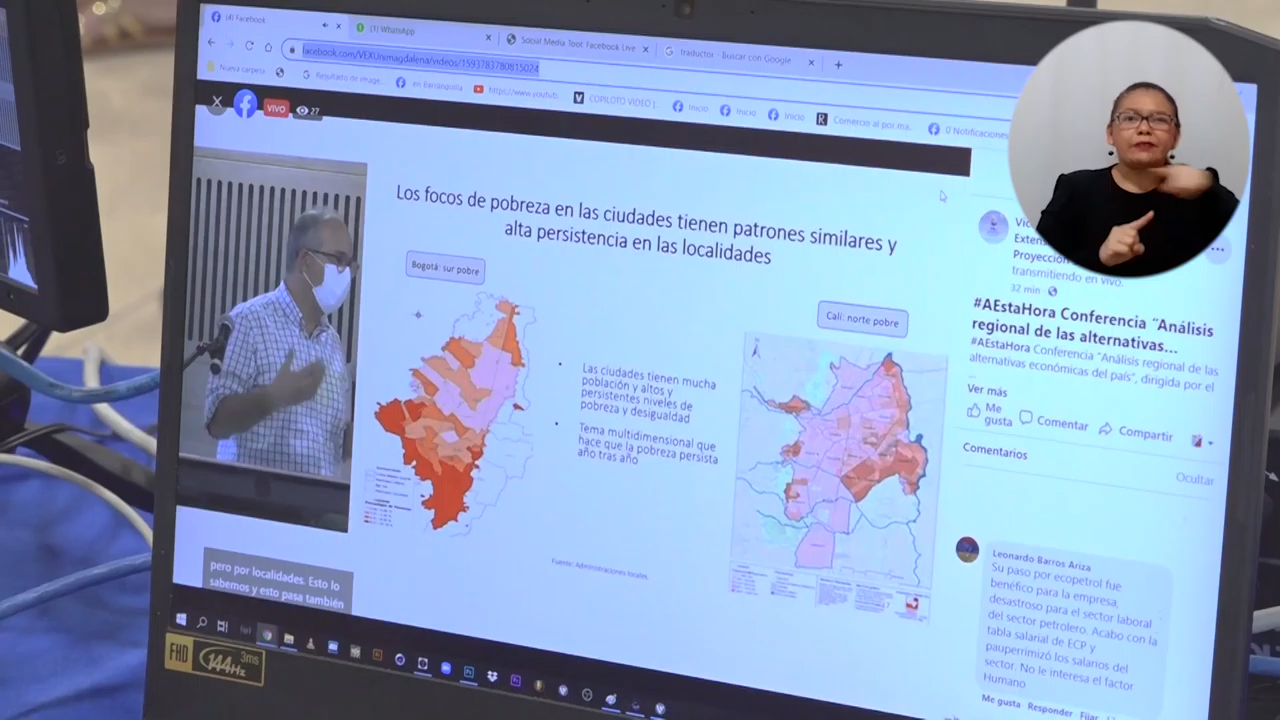 (4) Facebook
(1) WhatsApp
Social Media Tool: Facebook Live
traductor - Buscar con Google
facebook.com/VEXUnimagdalena/videos/1593783780815024
Nueva carpeta
Resultado de image...
en Barranquilla
https://www.youtub...
COPILOTO VIDEO |...
Inicio
Inicio
Inicio
Comercio al por ma...
0 Notificaciones
VIVO
27
Los focos de pobreza en las ciudades tienen patrones similares y
alta persistencia en las localidades
Bogotá: sur pobre
Cali: norte pobre
• Las ciudades tienen mucha
población y altos y
persistentes niveles de
pobreza y desigualdad
• Tema multidimensional que
hace que la pobreza persista
año tras año
Fuente: Administraciones locales.
pero por localidades. Esto lo
sabemos y esto pasa también
Proyección
transmitiendo en vivo.
32 min
#AEstaHora Conferencia “Análisis
regional de las alternativas...
#AEstaHora Conferencia “Análisis regional de las
alternativas económicas del país”, dirigida por el
...
Ver más
Me
gusta
Comentar
Compartir
Comentarios
Ocultar
Leonardo Barros Ariza
Su paso por ecopetrol fue
benéfico para la empresa,
desastroso para el sector laboral
del sector petrolero. Acabo con la
tabla salarial de ECP y
pauperrimizó los salarios del
sector. No le interesa el factor
Humano
Me gusta Responder Fijar
FHD
144Hz
3ms